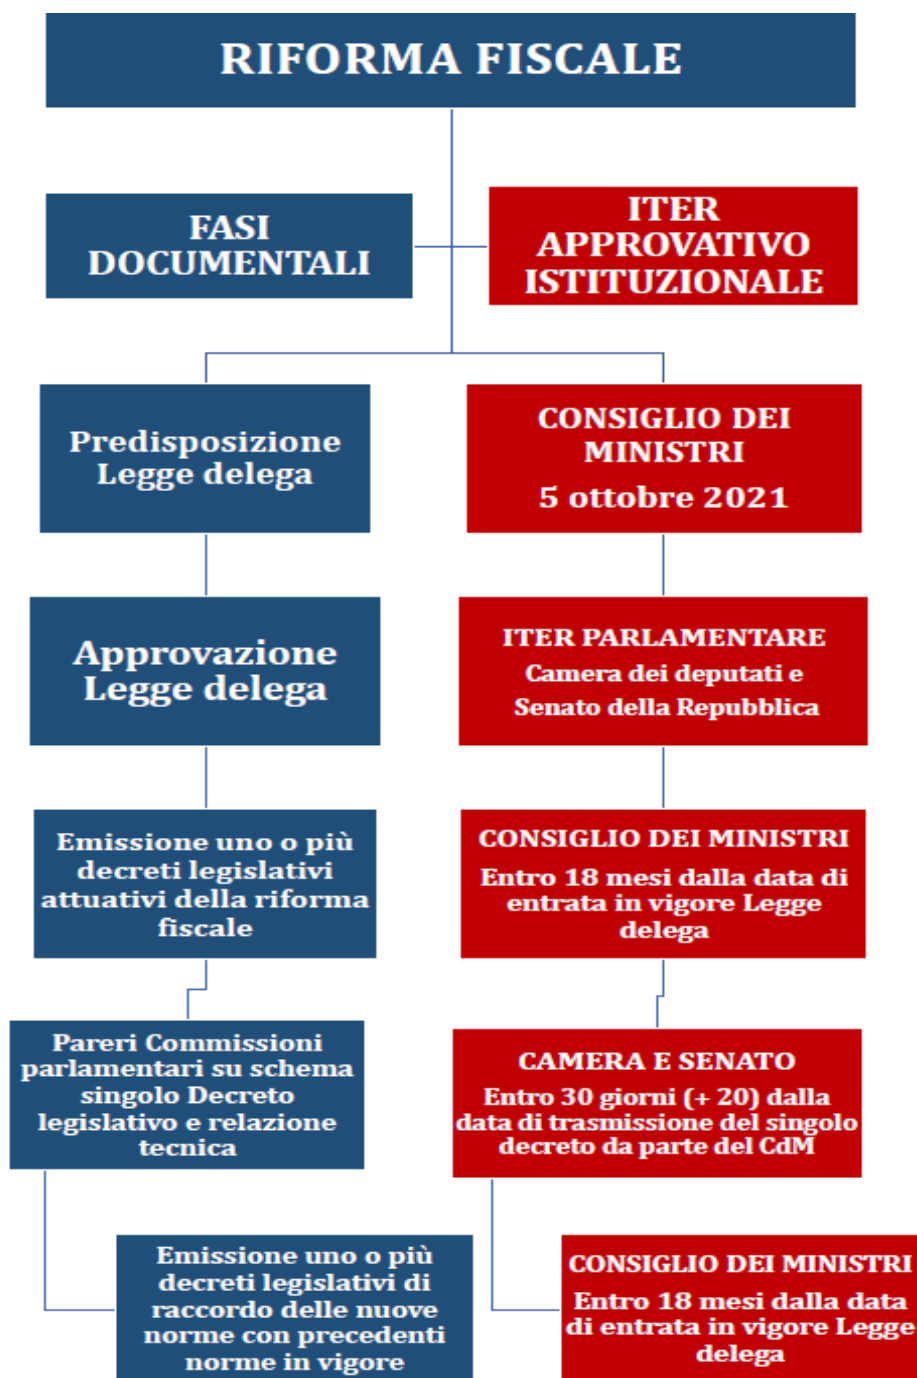 RIFORMA FISCALE
FASI
DOCUMENTALI
ITER
APPROVATIVO
ISTITUZIONALE
Predisposizione
Legge delega
CONSIGLIO DEI
MINISTRI
5 ottobre 2021
Approvazione
Legge delega
ITER PARLAMENTARE
Camera dei deputati e
Senato della Repubblica
Emissione uno o più
decreti legislativi
attuativi della riforma
fiscale
CONSIGLIO DEI MINISTRI
Entro 18 mesi dalla data di
entrata in vigore Legge
delega
Pareri Commissioni
parlamentari su schema
singolo Decreto
legislativo e relazione
tecnica
CAMERA E SENATO
Entro 30 giorni (+ 20) dalla
data di trasmissione del singolo
decreto da parte del CdM
Emissione uno o più
decreti legislativi di
raccordo delle nuove
norme con precedenti
norme in vigore
CONSIGLIO DEI MINISTRI
Entro 18 mesi dalla data
di entrata in vigore Legge
delega